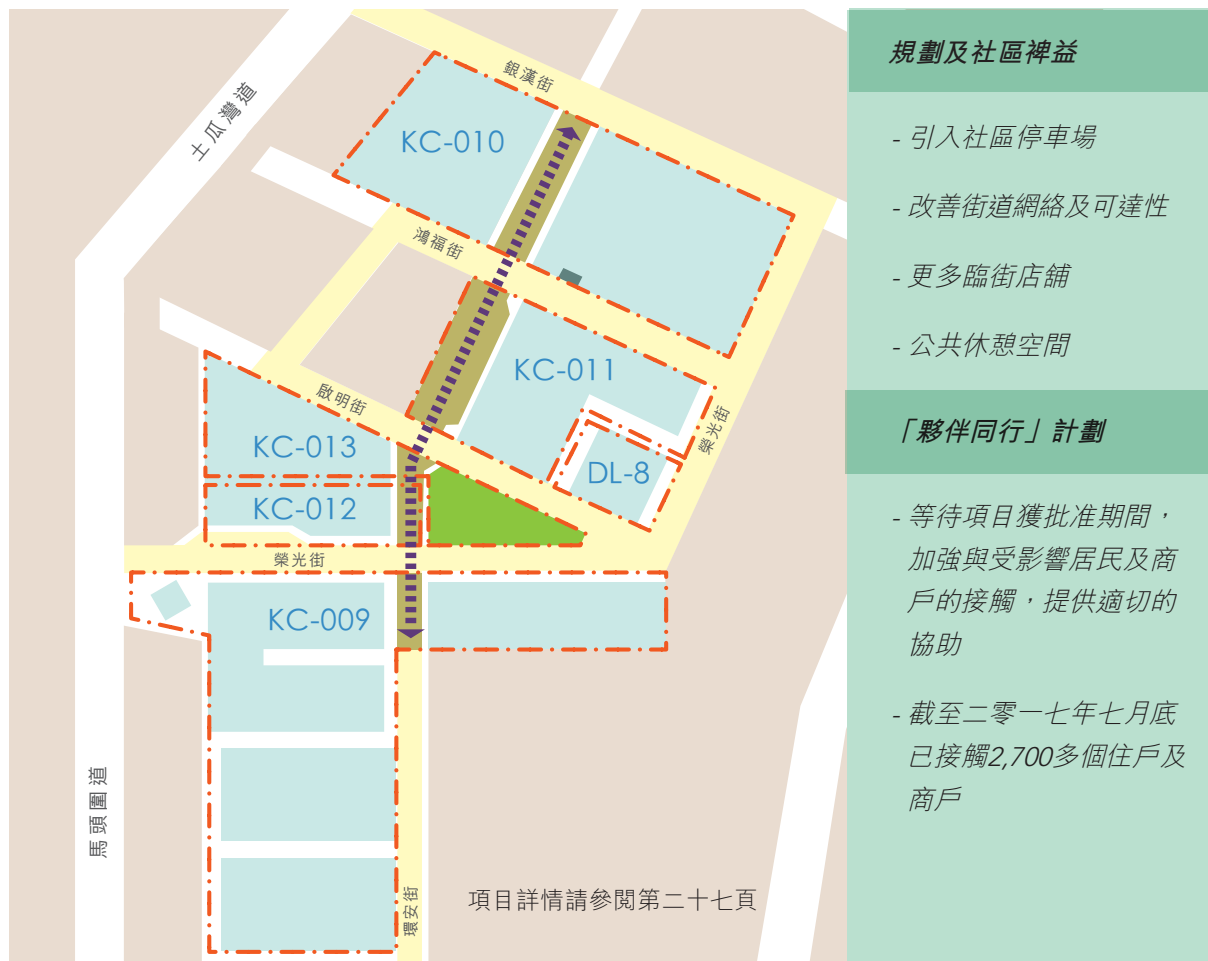 銀漢街
土瓜灣道
KC-010
鴻福街
KC-011
啟明街
榮光街
KC-013
DL-8
KC-012
榮光街
KC-009
馬頭圍道
環安街
項目詳情請參閱第二十七頁
規劃及社區裨益
- 引入社區停車場
- 改善街道網絡及可達性
- 更多臨街店舖
- 公共休憩空間
「夥伴同行」計劃
- 等待項目獲批准期間，
加強與受影響居民及商
戶的接觸，提供適切的
協助
- 截至二零一七年七月底
已接觸2,700多個住戶及
商戶